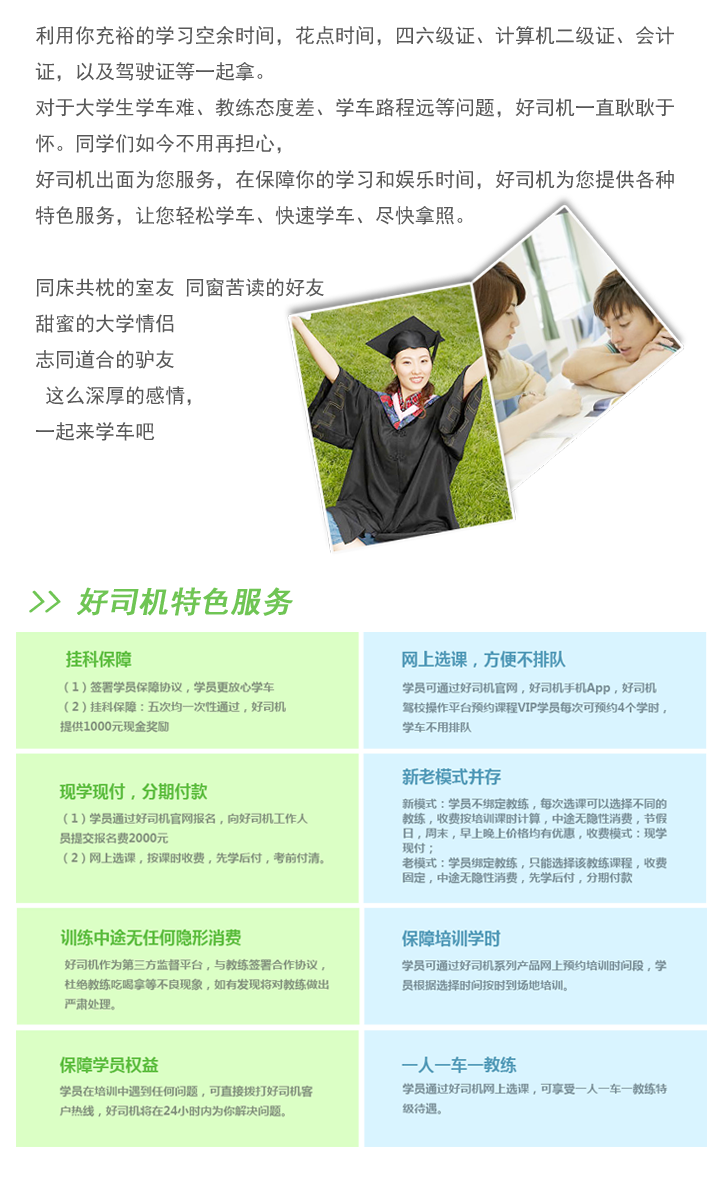 利用你充裕的学习空余时间，花点时间，四六级证、计算机二级证、会计
证，以及驾驶证等一起拿。
对于大学生学车难、教练态度差、学车路程远等问题，好司机一直耿耿于
怀。同学们如今不用再担心，
好司机出面为您服务，在保障你的学习和娱乐时间，好司机为您提供各种
特色服务，让您轻松学车、快速学车、尽快拿照。
同床共枕的室友 同窗苦读的好友
甜蜜的大学情侣
志同道合的驴友
这么深厚的感情，
一起来学车吧
>> 好司机特色服务
挂科保障
（1）签署学员保障协议，学员更放心学车
（2）挂科保障：五次均一次性通过，好司机
提供1000元现金奖励
网上选课，方便不排队
学员可通过好司机官网，好司机手机App，好司机
驾校操作平台预约课程VIP学员每次可预约4个学时，
学车不用排队
现学现付，分期付款
（1）学员通过好司机官网报名，向好司机工作人
员提交报名费2000元
（2）网上选课，按课时收费，先学后付，考前付清。
新老模式并存
新模式：学员不绑定教练，每次选课可以选择不同的
教练，收费按培训课时计算，中途无隐性消费，节假
日，周末，早上晚上价格均有优惠，收费模式：现学
现付；
老模式：学员绑定教练，只能选择该教练课程，收费
固定，中途无隐性消费，先学后付，分期付款
训练中途无任何隐形消费
好司机作为第三方监督平台，与教练签署合作协议，
杜绝教练吃喝拿等不良现象，如有发现将对教练做出
严肃处理。
保障培训学时
学员可通过好司机系列产品网上预约培训时间段，学
员根据选择时间按时到场地培训。
保障学员权益
学员在培训中遇到任何问题，可直接拨打好司机客
户热线，好司机将在24小时内为你解决问题。
一人一车一教练
学员通过好司机网上选课，可享受一人一车一教练特
级待遇。